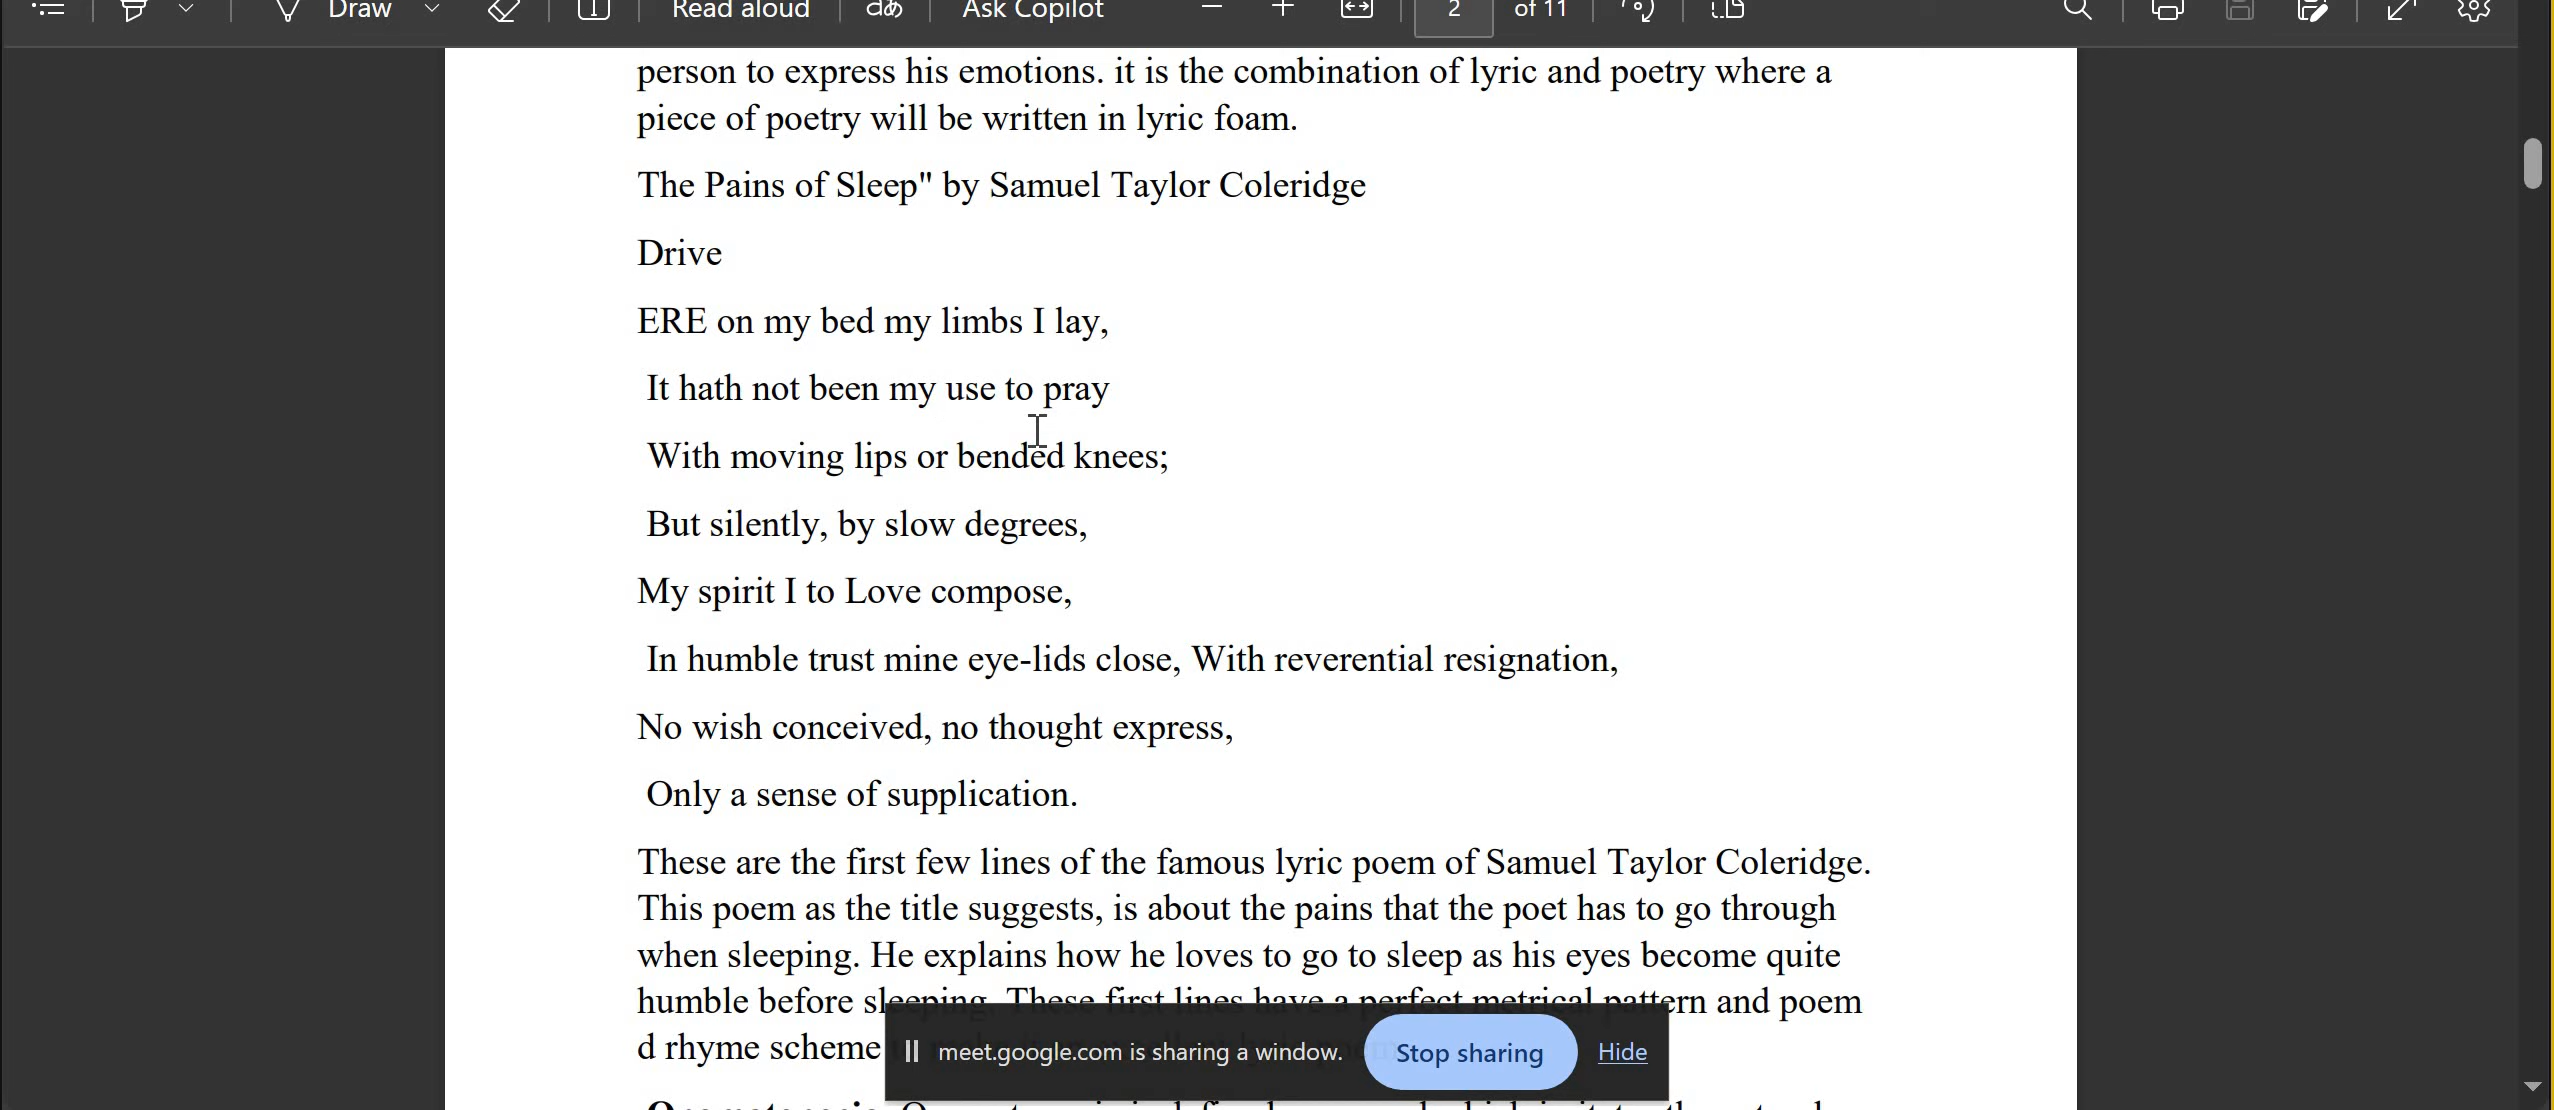 Draw Read aloud Ask Copilot 2 of 11
person to express his emotions. it is the combination of lyric and poetry where a
piece of poetry will be written in lyric foam.
The Pains of Sleep" by Samuel Taylor Coleridge
Drive
ERE on my bed my limbs I lay,
It hath not been my use to pray
With moving lips or bended knees;
But silently, by slow degrees,
My spirit I to Love compose,
In humble trust mine eye-lids close, With reverential resignation,
No wish conceived, no thought express,
Only a sense of supplication.
These are the first few lines of the famous lyric poem of Samuel Taylor Coleridge.
This poem as the title suggests, is about the pains that the poet has to go through
when sleeping. He explains how he loves to go to sleep as his eyes become quite
humble before sleeping. These first lines have a perfect metrical pattern and poem
d rhyme scheme
meet.google.com is sharing a window. Stop sharing Hide